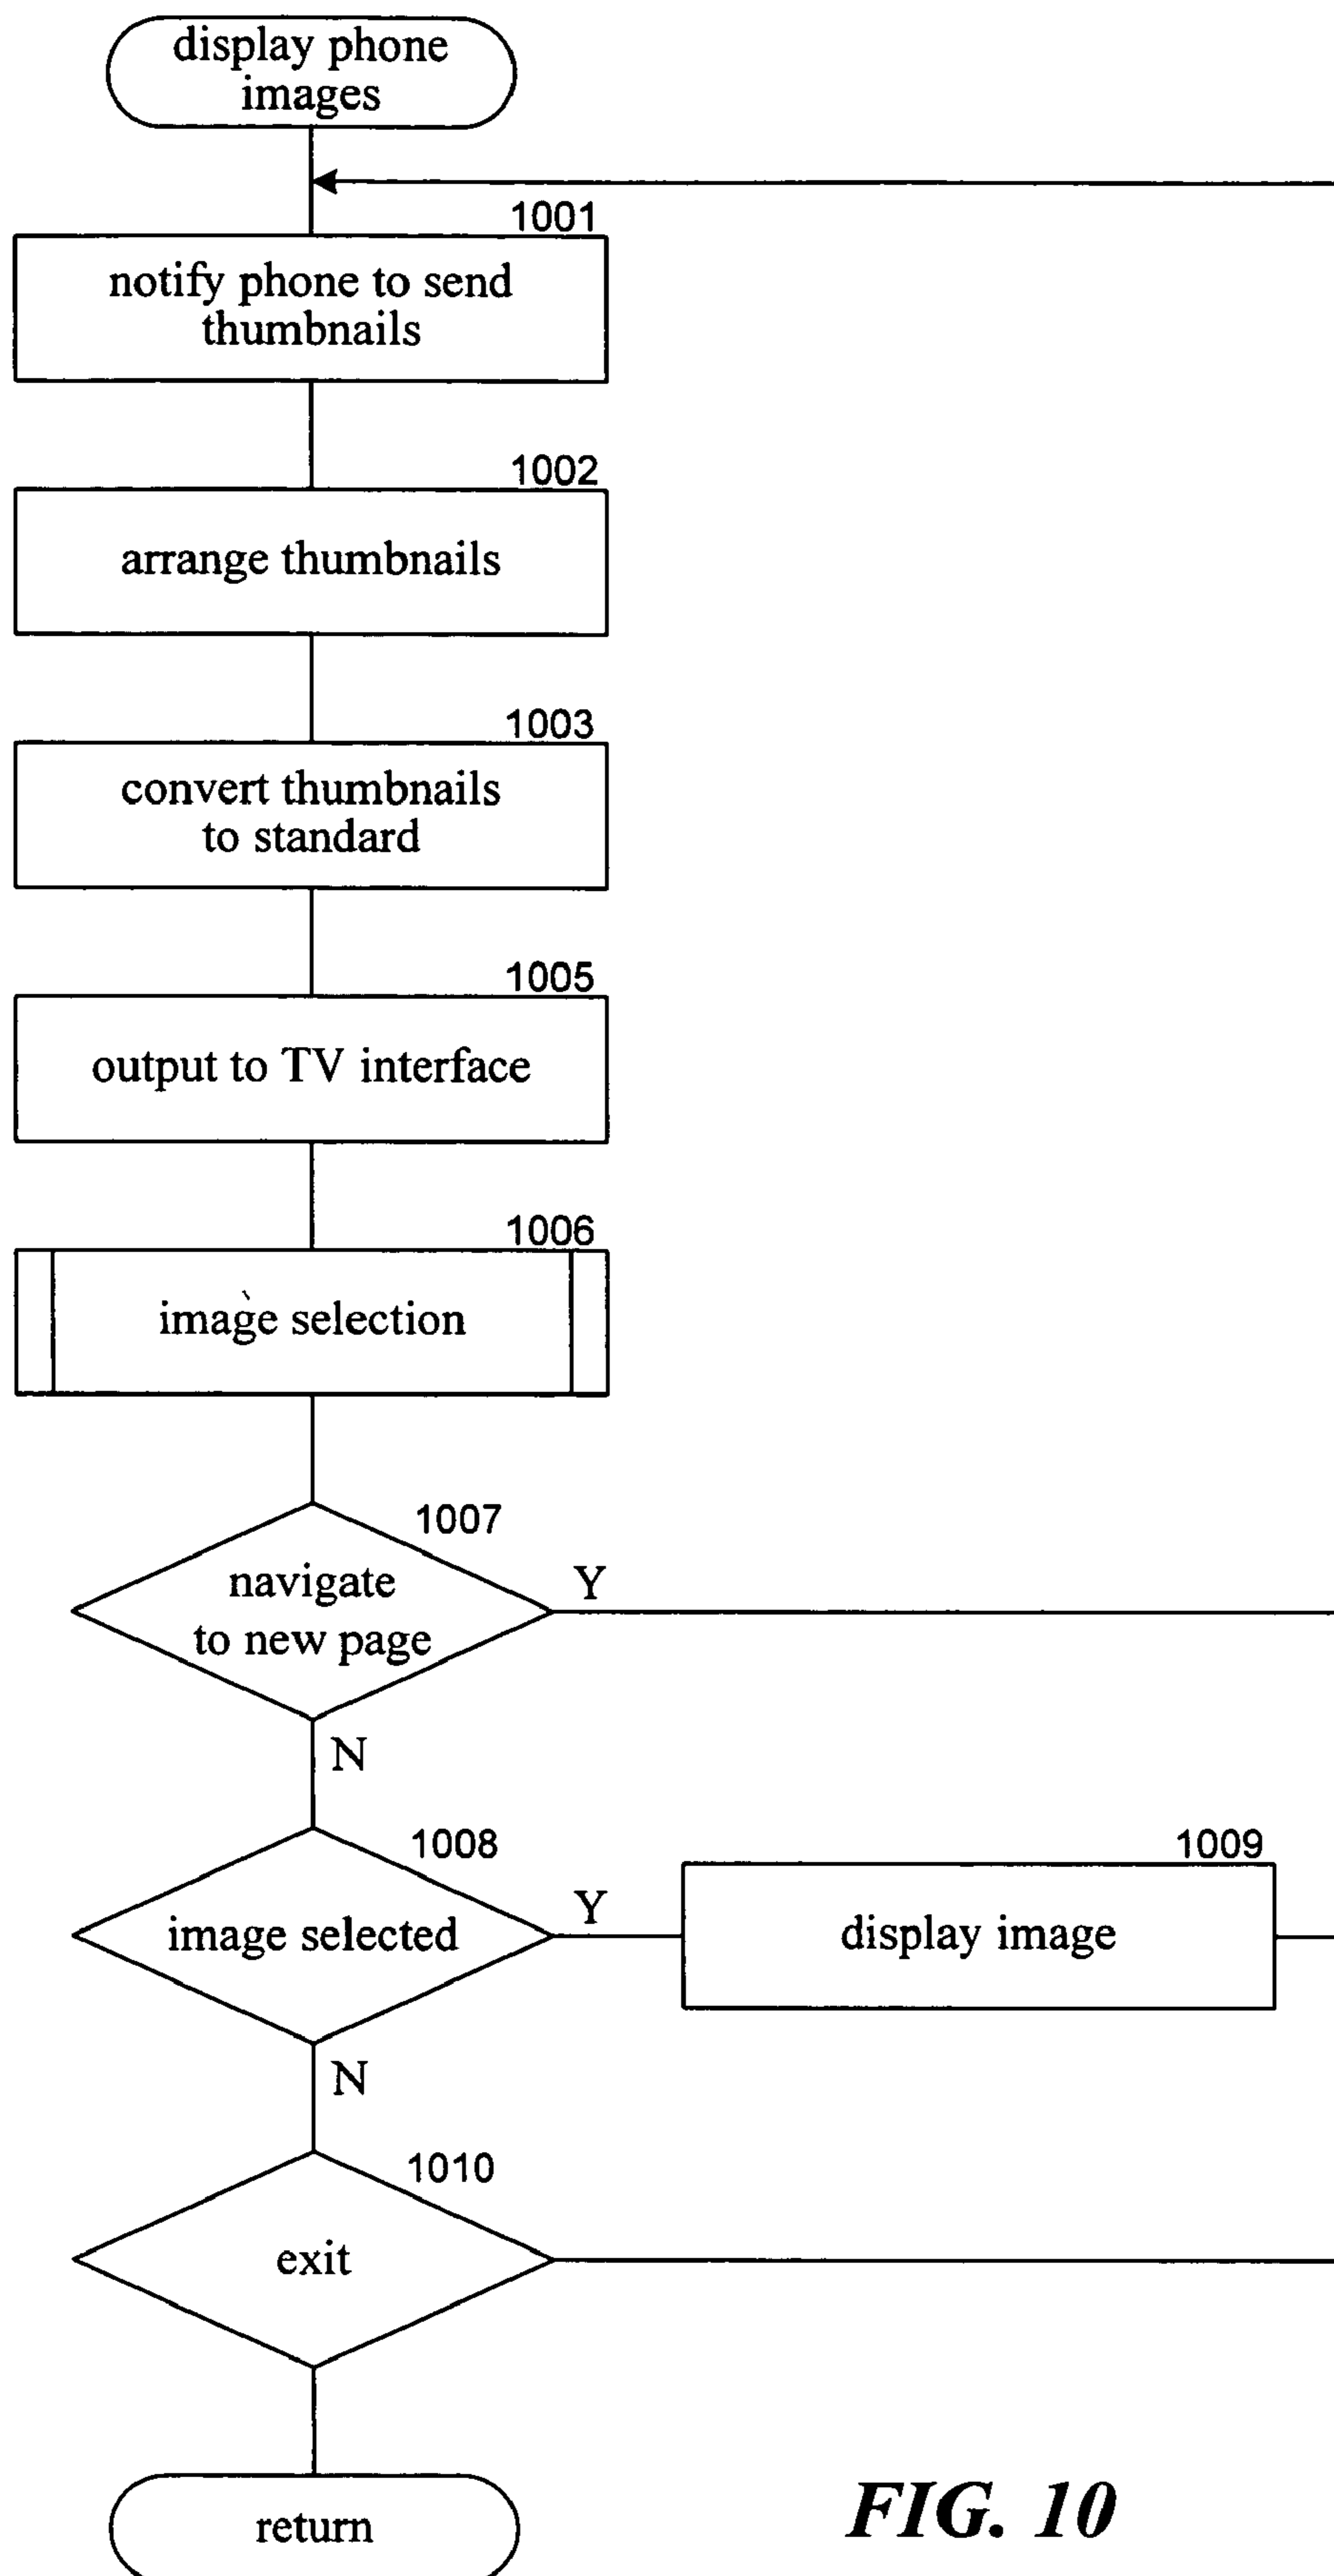 display phone
images
1001
notify phone to send
thumbnails
1002
arrange thumbnails
1003
convert thumbnails
to standard
1005
output to TV interface
1006
image selection
1007
navigate
to new page
Y
N
1008
image selected
Y
1009
display image
N
1010
exit
return
FIG. 10